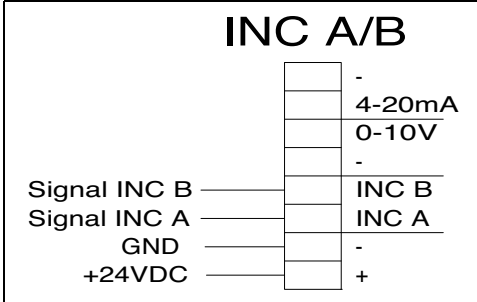 INC A/B
-
4-20mA
0-10V
-
Signal INC B INC B
Signal INC A INC A
GND -
+24VDC +